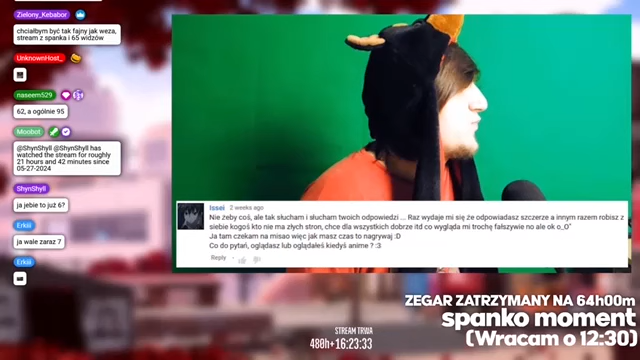 Zielony_Kebabor
chciałbym być tak fajny jak weza,
stream z spanka i 65 widzów
UnknownHost_
naseem529
62, a ogólnie 95
Moobot
@ShynShyll @ShynShyll has
watched the stream for roughly
21 hours and 42 minutes since
05-27-2024
ShynShyll
ja jebie to już 6?
Erkiii
ja wale zaraz 7
Erkiii
Issei 2 weeks ago
Nie żeby coś, ale tak słucham i słucham twoich odpowiedzi ... Raz wydaje mi się że odpowiadasz szczerze a innym razem robisz z
siebie kogoś kto nie ma złych stron, chce dla wszystkich dobrze itd co wygląda mi trochę fałszywie no ale ok o_O"
Ja tam czekam na misao więc jak masz czas to nagrywaj :D
Co do pytań, oglądasz lub oglądałeś kiedyś anime ? :3
Reply
ZEGAR ZATRZYMANY NA 64h00m
spanko moment
(Wracam o 12:30)
STREAM TRWA
480h+16:23:33